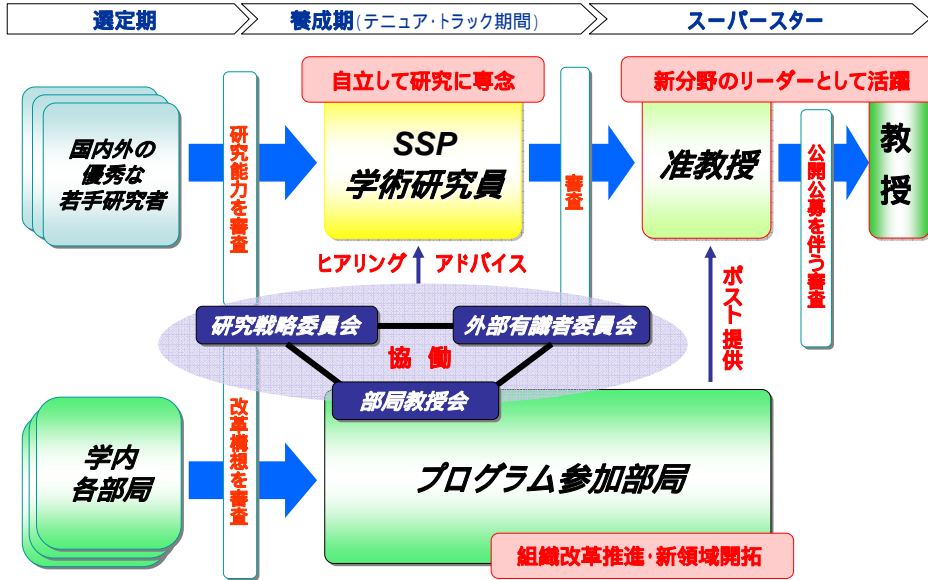 選定期
養成期(テニュア・トラック期間)
スーパースター
自立して研究に専念
新分野のリーダーとして活躍
国内外の
優秀な
若手研究者
研究能力を審査
SSP
学術研究員
審査
准教授
公開公募を伴う審査
教授
ヒアリング
アドバイス
ポスト提供
研究戦略委員会
外部有識者委員会
協働
部局教授会
学内
各部局
改革構想を審査
プログラム参加部局
組織改革推進・新領域開拓